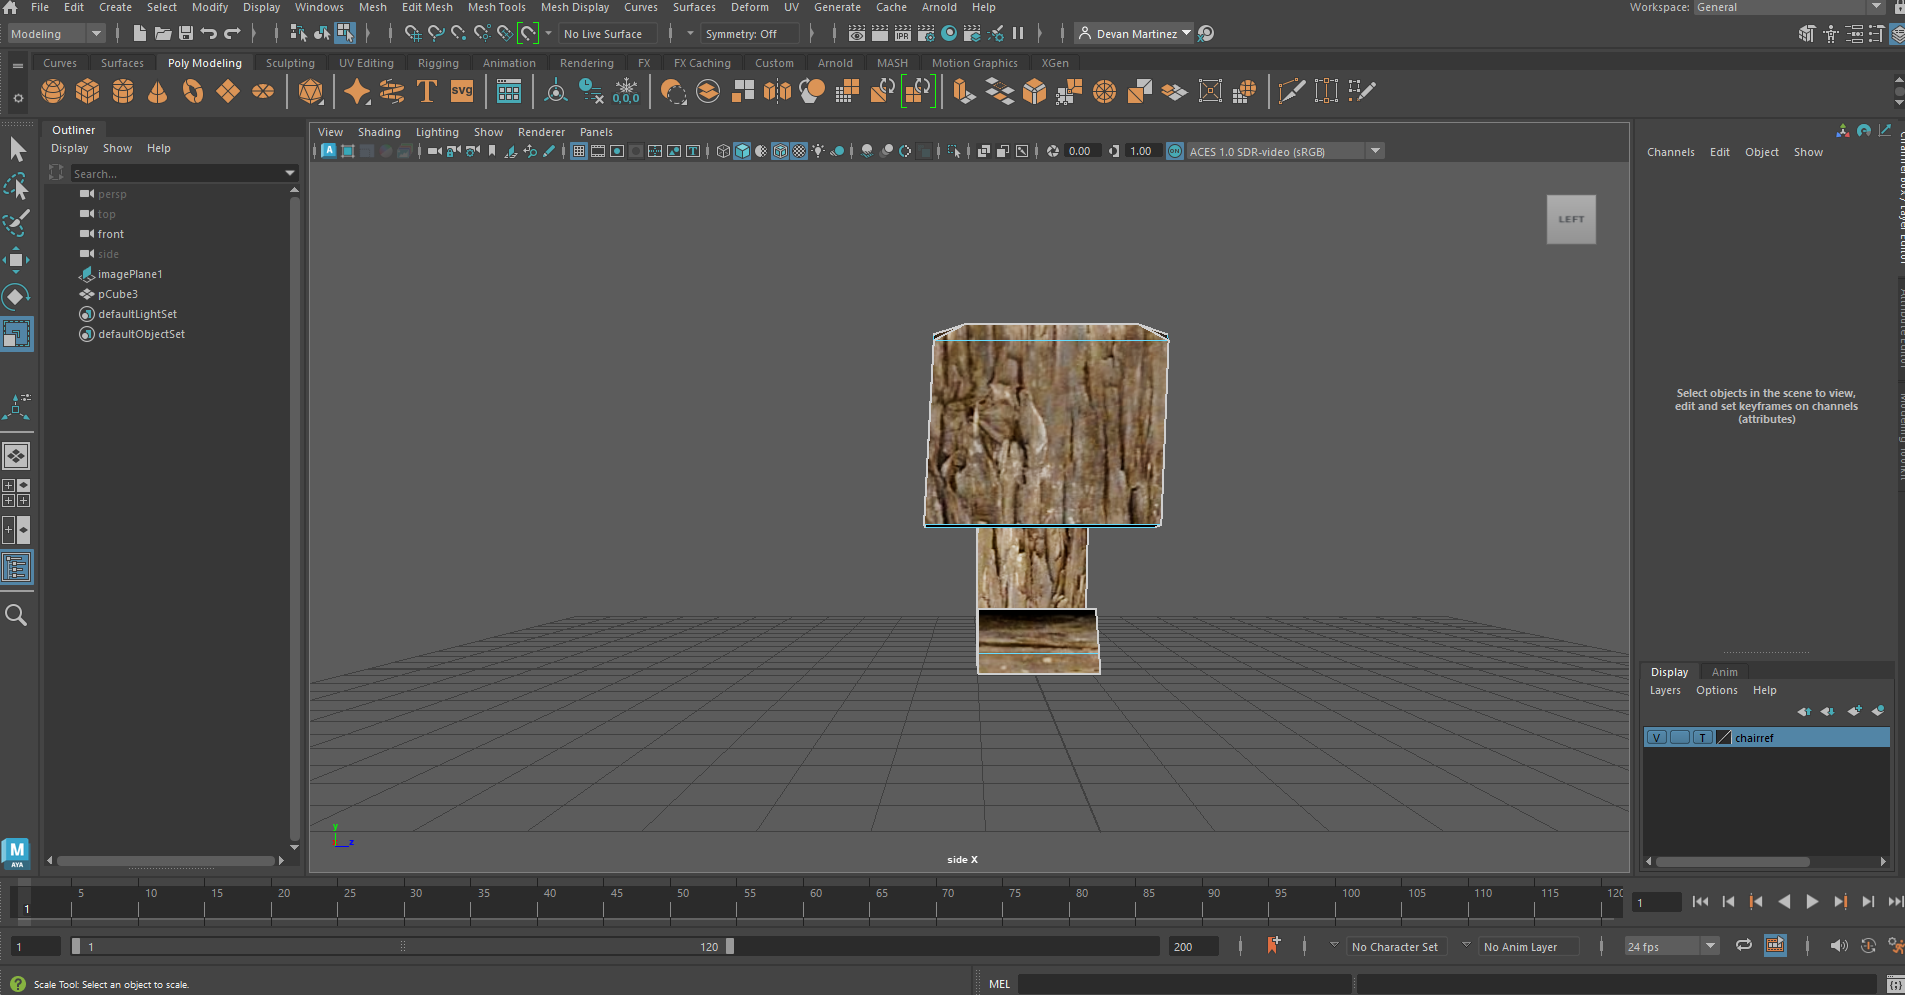 File Edit Create Select Modify Display Windows Mesh Edit Mesh Mesh Tools Mesh Display Curves Surfaces Deform UV Generate Cache Arnold Help Workspace: General
Modeling No Live Surface Symmetry: Off Devan Martinez
Curves Surfaces Poly Modeling Sculpting UV Editing Rigging Animation Rendering FX FX Caching Custom Arnold MASH Motion Graphics XGen
T SVG 0,0,0
Outliner
Display Show Help
Search...
persp
top
front
side
imagePlane1
pCube3
defaultLightSet
defaultObjectSet
View Shading Lighting Show Renderer Panels
0.00 1.00 ACES 1.0 SDR-video (sRGB)
LEFT
y
z
side X
Channels Edit Object Show
Select objects in the scene to view,
edit and set keyframes on channels
(attributes)
Display Anim
Layers Options Help
V T chairref
M
AYA
5 10 15 20 25 30 35 40 45 50 55 60 65 70 75 80 85 90 95 100 105 110 115 120
1
1
1 1 120 200 No Character Set No Anim Layer 24 fps
Scale Tool: Select an object to scale. MEL